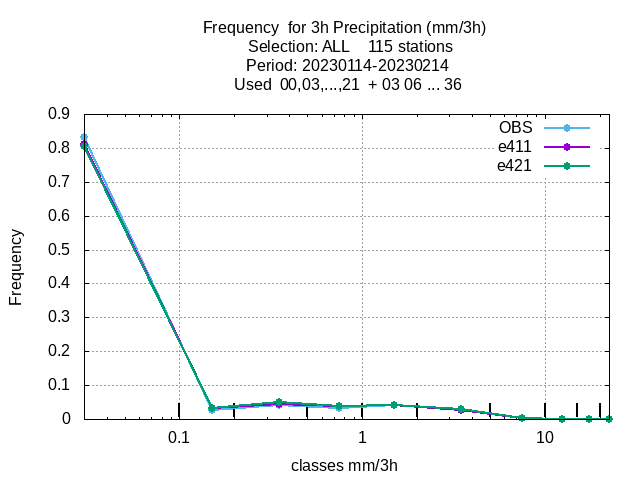 Frequency  for 3h Precipitation (mm/3h)
Selection: ALL    115 stations
Period: 20230114-20230214
Used  00,03,...,21  + 03 06 ... 36
OBS
e411
e421
0.9
0.8
0.7
0.6
0.5
0.4
0.3
0.2
0.1
0
Frequency
0.1 1 10
classes mm/3h